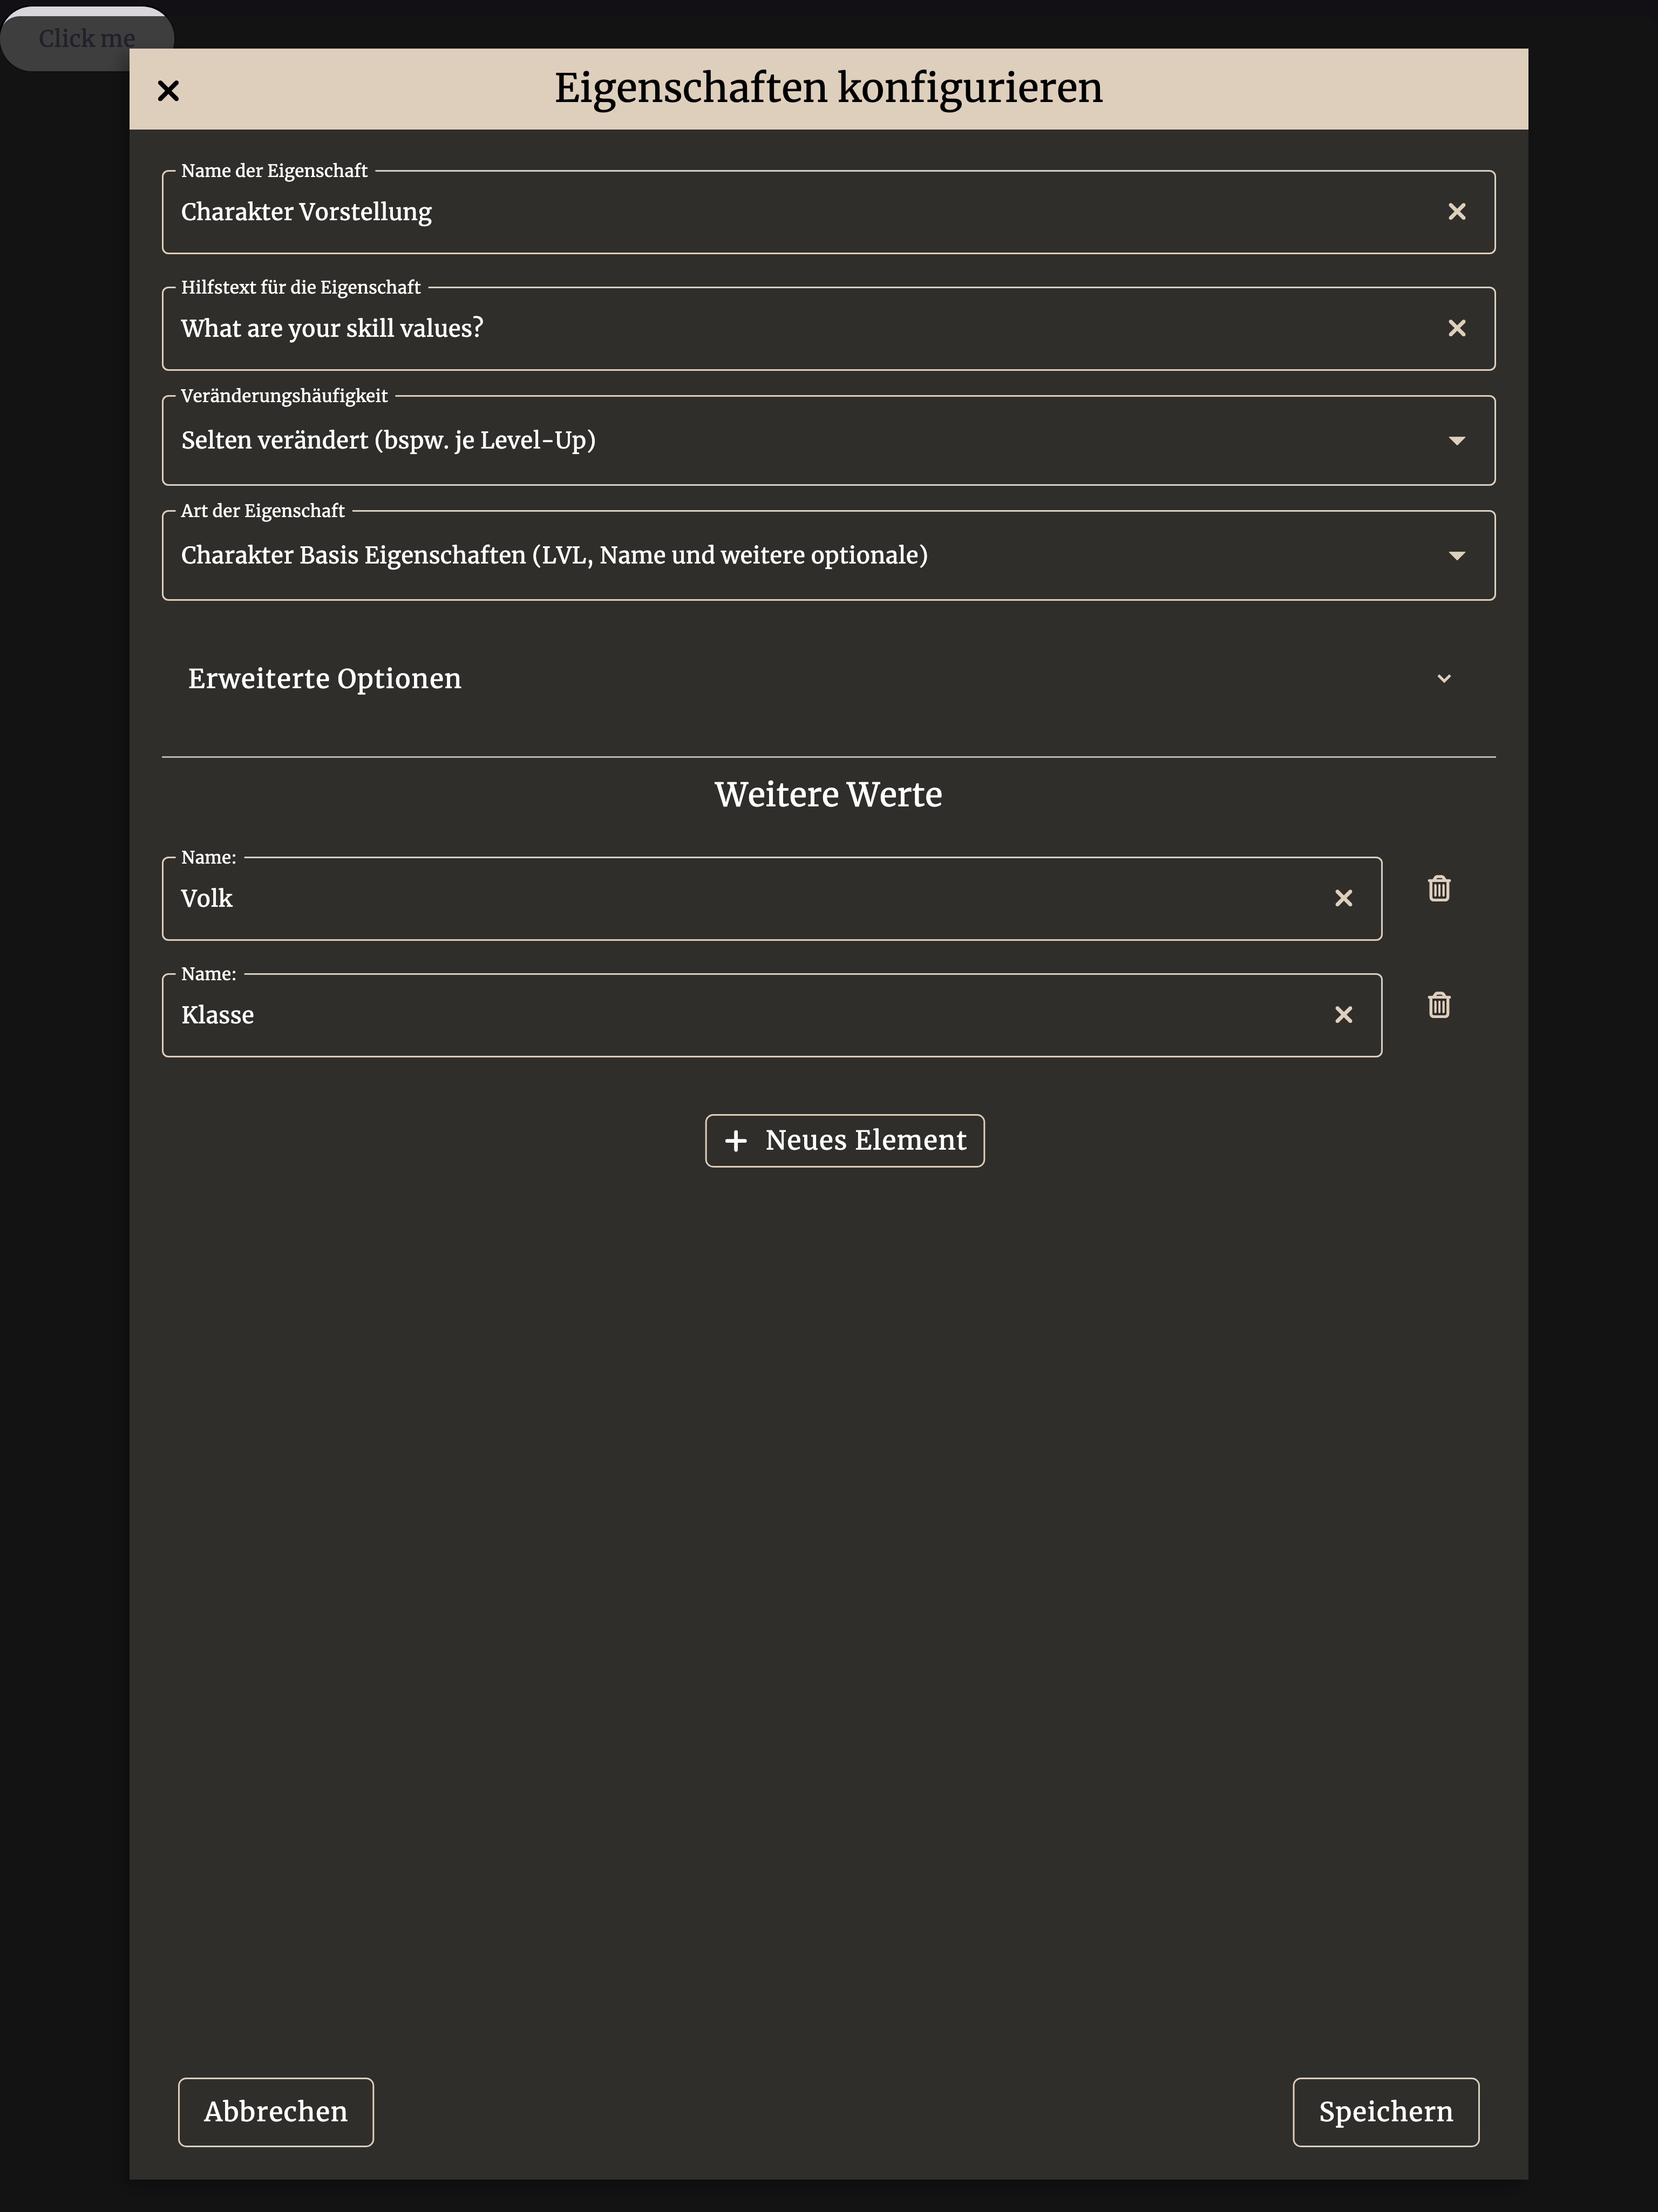 Click me
Eigenschaften konfigurieren
Name der Eigenschaft
Charakter Vorstellung
Hilfstext für die Eigenschaft
What are your skill values?
Veränderungshäufigkeit
Selten verändert (bspw. je Level-Up)
Art der Eigenschaft
Charakter Basis Eigenschaften (LVL, Name und weitere optionale)
Erweiterte Optionen
Weitere Werte
Name:
Volk
Name:
Klasse
Neues Element
Abbrechen
Speichern